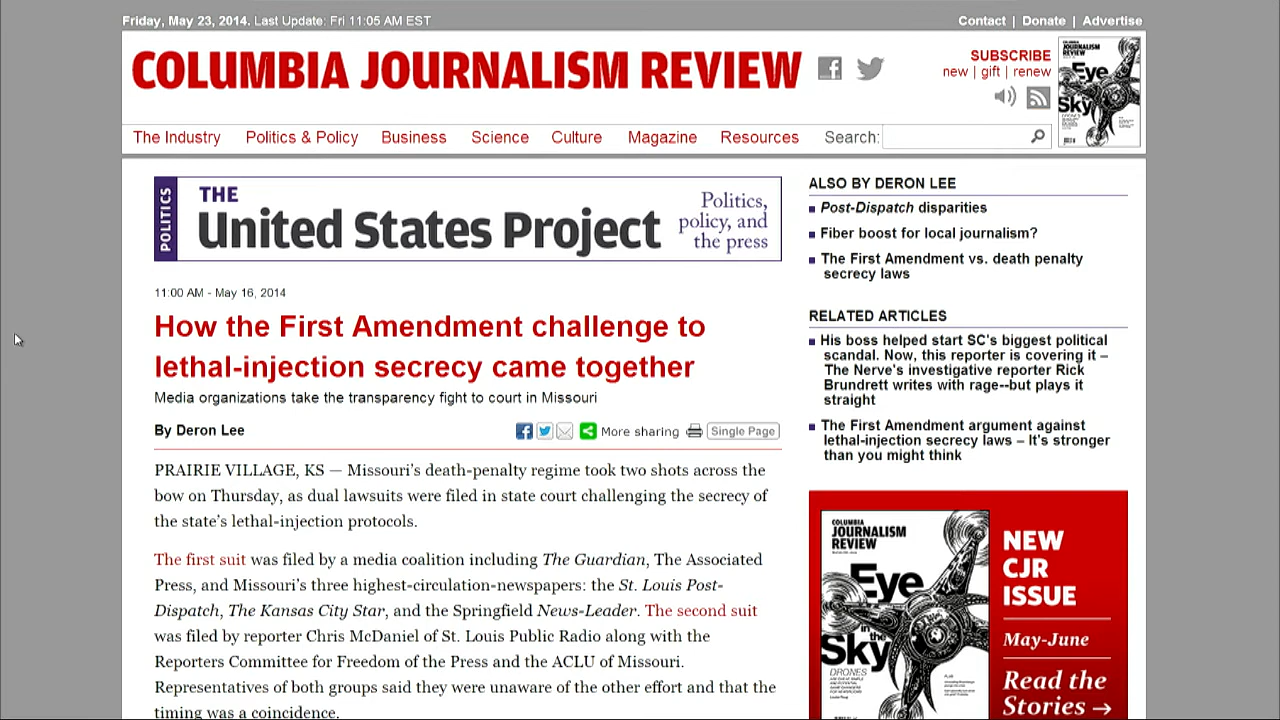 Friday, May 23, 2014. Last Update: Fri 11:05 AM EST
Contact | Donate | Advertise
COLUMBIA JOURNALISM REVIEW
SUBSCRIBE
new | gift | renew
COLUMBIA
JOURNALISM
REVIEW
Eye
in the
Sky
The Industry Politics & Policy Business Science Culture Magazine Resources Search:
POLITICS
THE
United States Project
Politics,
policy, and
the press
11:00 AM - May 16, 2014
How the First Amendment challenge to
lethal-injection secrecy came together
Media organizations take the transparency fight to court in Missouri
By Deron Lee
More sharing Single Page
PRAIRIE VILLAGE, KS — Missouri's death-penalty regime took two shots across the
bow on Thursday, as dual lawsuits were filed in state court challenging the secrecy of
the state's lethal-injection protocols.
The first suit was filed by a media coalition including The Guardian, The Associated
Press, and Missouri's three highest-circulation-newspapers: the St. Louis Post-
Dispatch, The Kansas City Star, and the Springfield News-Leader. The second suit
was filed by reporter Chris McDaniel of St. Louis Public Radio along with the
Reporters Committee for Freedom of the Press and the ACLU of Missouri.
Representatives of both groups said they were unaware of the other effort and that the
timing was a coincidence.
ALSO BY DERON LEE
Post-Dispatch disparities
Fiber boost for local journalism?
The First Amendment vs. death penalty
secrecy laws
RELATED ARTICLES
His boss helped start SC's biggest political
scandal. Now, this reporter is covering it –
The Nerve's investigative reporter Rick
Brundrett writes with rage--but plays it
straight
The First Amendment argument against
lethal-injection secrecy laws – It's stronger
than you might think
COLUMBIA
JOURNALISM
REVIEW
Eye
in the
Sky
DRONES
NEW
CJR
ISSUE
May-June
Read the
Stories →